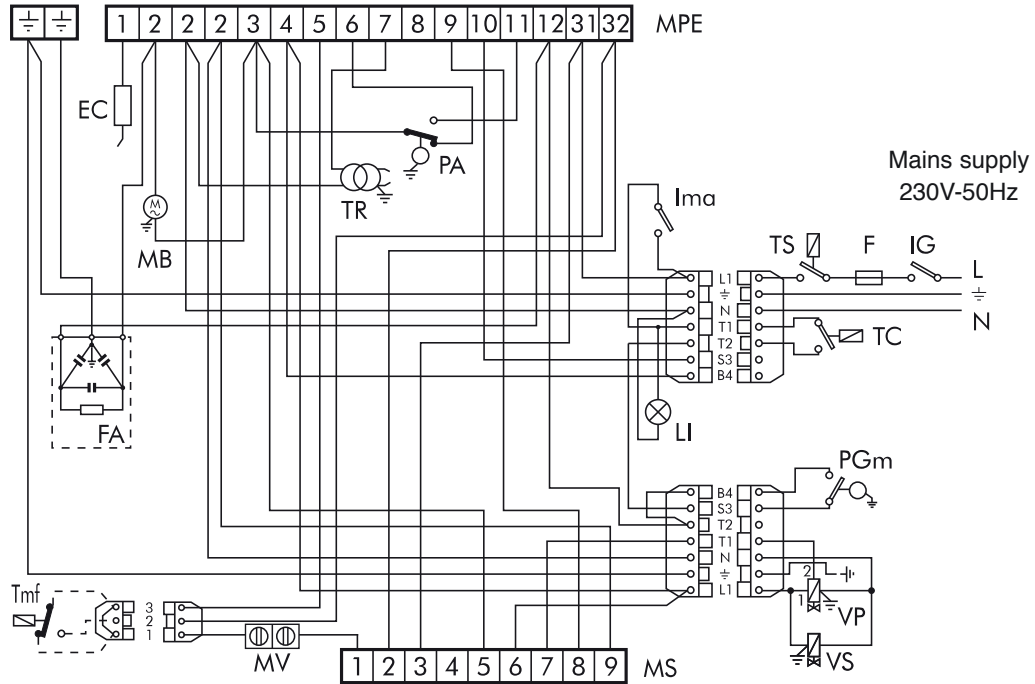 1 2 2 2 3 4 5 6 7 8 9 10 11 12 31 32 MPE
EC
PA
TR
M
MB
Mains supply
230V-50Hz
Ima
TS F IG
L
N
TC
L1
N
T1
T2
S3
B4
LI
FA
PGm
B4
S3
T2
T1
N
L1
2
1
VP
VS
Tmf
3
2
1
MV
1 2 3 4 5 6 7 8 9 MS